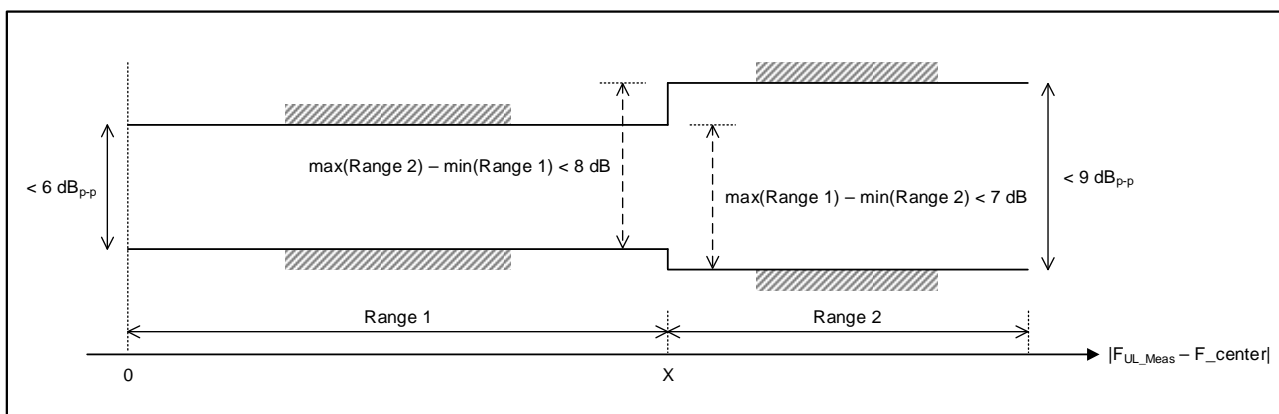 max(Range 2) – min(Range 1) < 8 dB
< 6 dBp-p
max(Range 1) – min(Range 2) < 7 dB
< 9 dBp-p
Range 1
Range 2
|FUL_Meas – F_center|
0
X